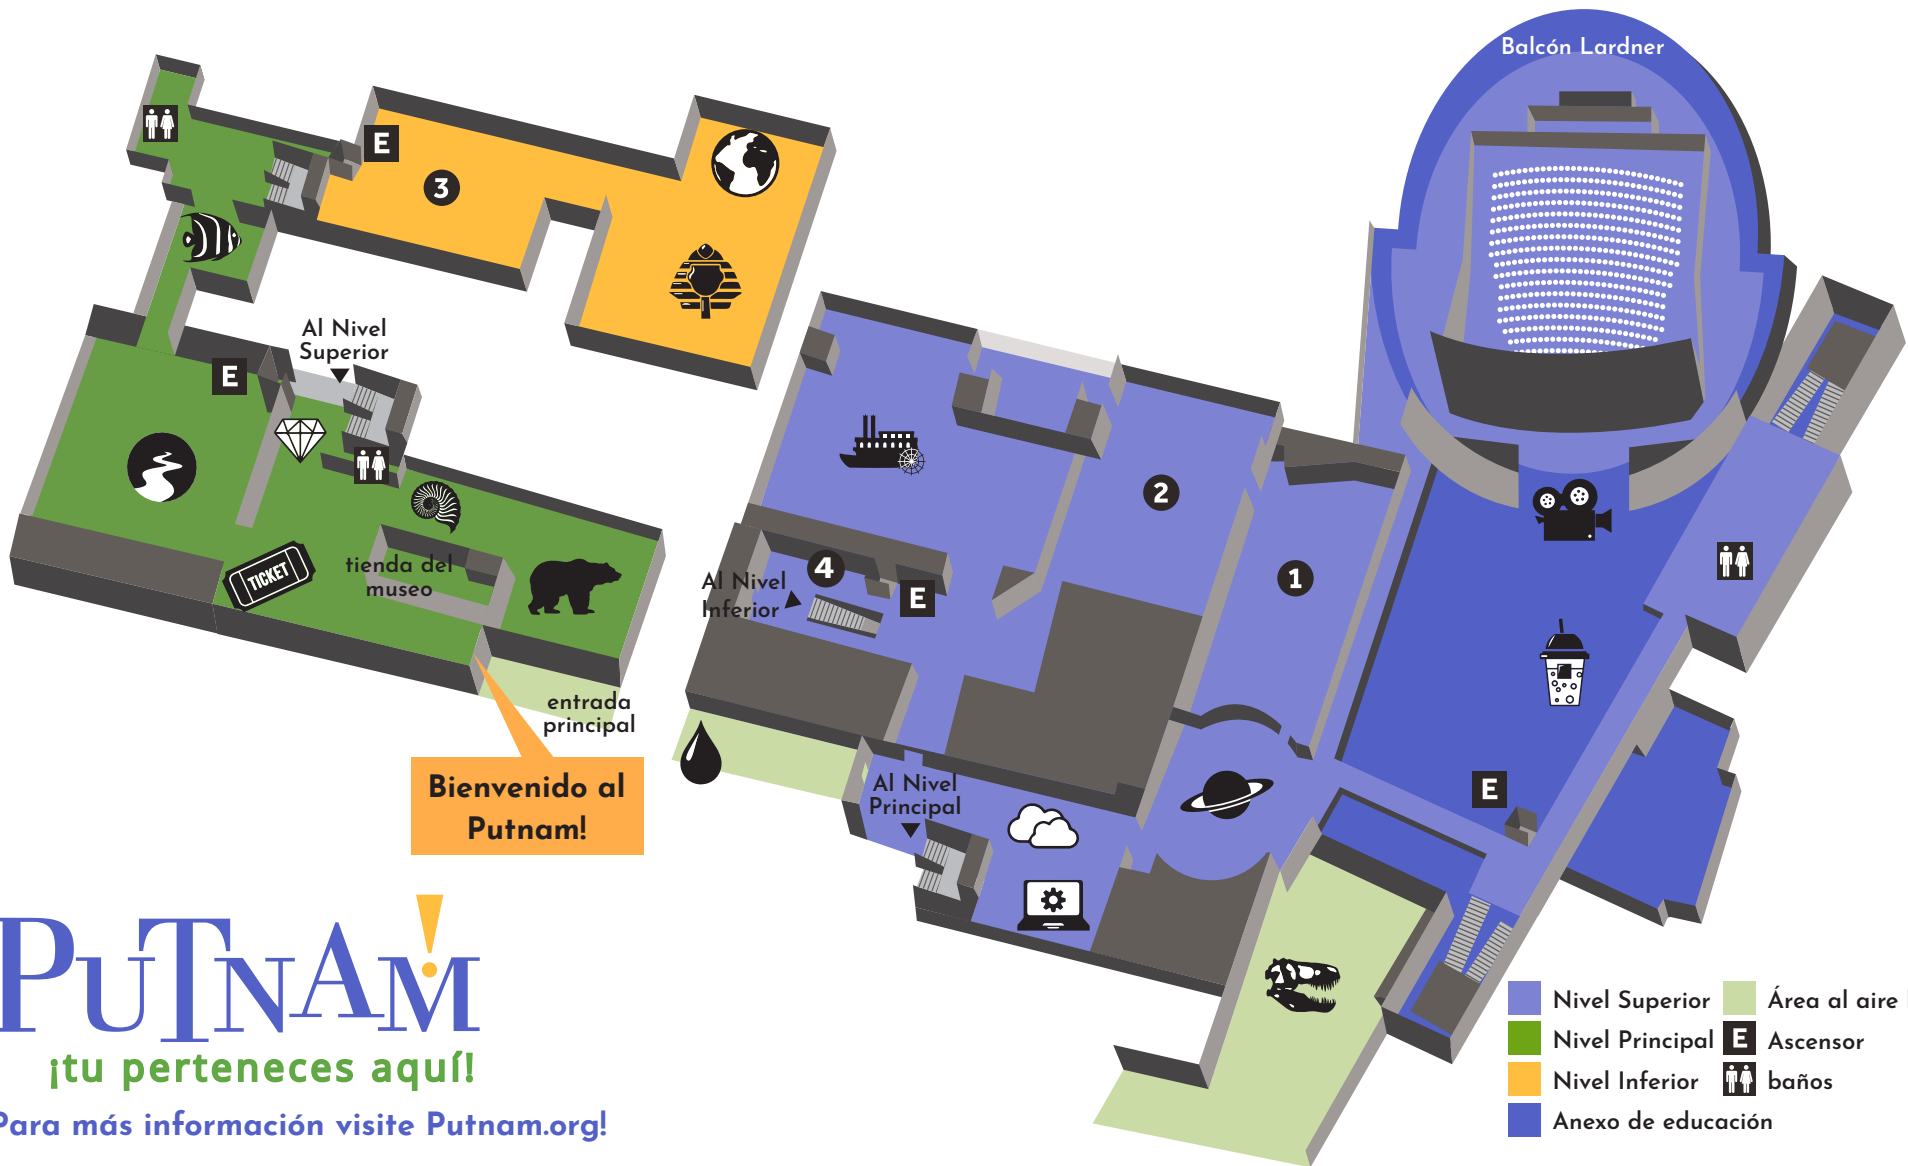 Balcón Lardner
E
3
Al Nivel
Superior
E
2
1
4
Al Nivel
Inferior
E
TICKET
tienda del
museo
entrada
principal
Bienvenido al
Putnam!
Al Nivel
Principal
E
PUTNAM!
¡tu perteneces aquí!
Para más información visite Putnam.org!
Nivel Superior
Nivel Principal
Nivel Inferior
Anexo de educación
Área al aire
E Ascensor
baños